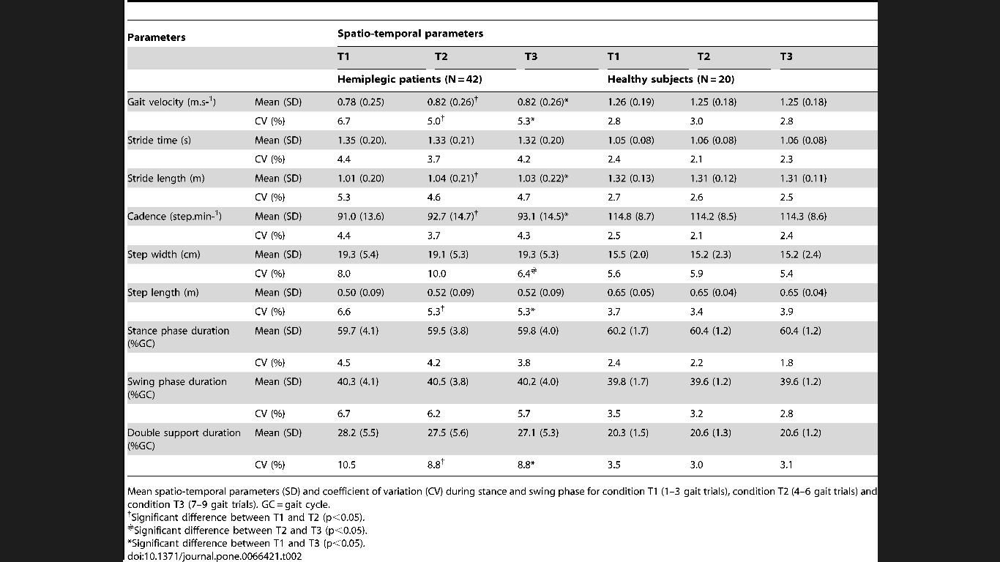 Parameters Spatio-temporal parameters
T1 T2 T3 T1 T2 T3
Hemiplegic patients (N = 42) Healthy subjects (N = 20)
Gait velocity (m.s-¹) Mean (SD) 0.78 (0.25) 0.82 (0.26)† 0.82 (0.26)* 1.26 (0.19) 1.25 (0.18) 1.25 (0.18)
CV (%) 6.7 5.0† 5.3* 2.8 3.0 2.8
Stride time (s) Mean (SD) 1.35 (0.20), 1.33 (0.21) 1.32 (0.20) 1.05 (0.08) 1.06 (0.08) 1.06 (0.08)
CV (%) 4.4 3.7 4.2 2.4 2.1 2.3
Stride length (m) Mean (SD) 1.01 (0.20) 1.04 (0.21)† 1.03 (0.22)* 1.32 (0.13) 1.31 (0.12) 1.31 (0.11)
CV (%) 5.3 4.6 4.7 2.7 2.6 2.5
Cadence (step.min-¹) Mean (SD) 91.0 (13.6) 92.7 (14.7)† 93.1 (14.5)* 114.8 (8.7) 114.2 (8.5) 114.3 (8.6)
CV (%) 4.4 3.7 4.3 2.5 2.1 2.4
Step width (cm) Mean (SD) 19.3 (5.4) 19.1 (5.3) 19.3 (5.3) 15.5 (2.0) 15.2 (2.3) 15.2 (2.4)
CV (%) 8.0 10.0 6.4# 5.6 5.9 5.4
Step length (m) Mean (SD) 0.50 (0.09) 0.52 (0.09) 0.52 (0.09) 0.65 (0.05) 0.65 (0.04) 0.65 (0.04)
CV (%) 6.6 5.3† 5.3* 3.7 3.4 3.9
Stance phase duration Mean (SD) 59.7 (4.1) 59.5 (3.8) 59.8 (4.0) 60.2 (1.7) 60.4 (1.2) 60.4 (1.2)
(%GC)
CV (%) 4.5 4.2 3.8 2.4 2.2 1.8
Swing phase duration Mean (SD) 40.3 (4.1) 40.5 (3.8) 40.2 (4.0) 39.8 (1.7) 39.6 (1.2) 39.6 (1.2)
(%GC)
CV (%) 6.7 6.2 5.7 3.5 3.2 2.8
Double support duration Mean (SD) 28.2 (5.5) 27.5 (5.6) 27.1 (5.3) 20.3 (1.5) 20.6 (1.3) 20.6 (1.2)
(%GC)
CV (%) 10.5 8.8† 8.8* 3.5 3.0 3.1
Mean spatio-temporal parameters (SD) and coefficient of variation (CV) during stance and swing phase for condition T1 (1–3 gait trials), condition T2 (4–6 gait trials) and
condition T3 (7–9 gait trials). GC = gait cycle.
†Significant difference between T1 and T2 (p<0.05).
#Significant difference between T2 and T3 (p<0.05).
*Significant difference between T1 and T3 (p<0.05).
doi:10.1371/journal.pone.0066421.t002